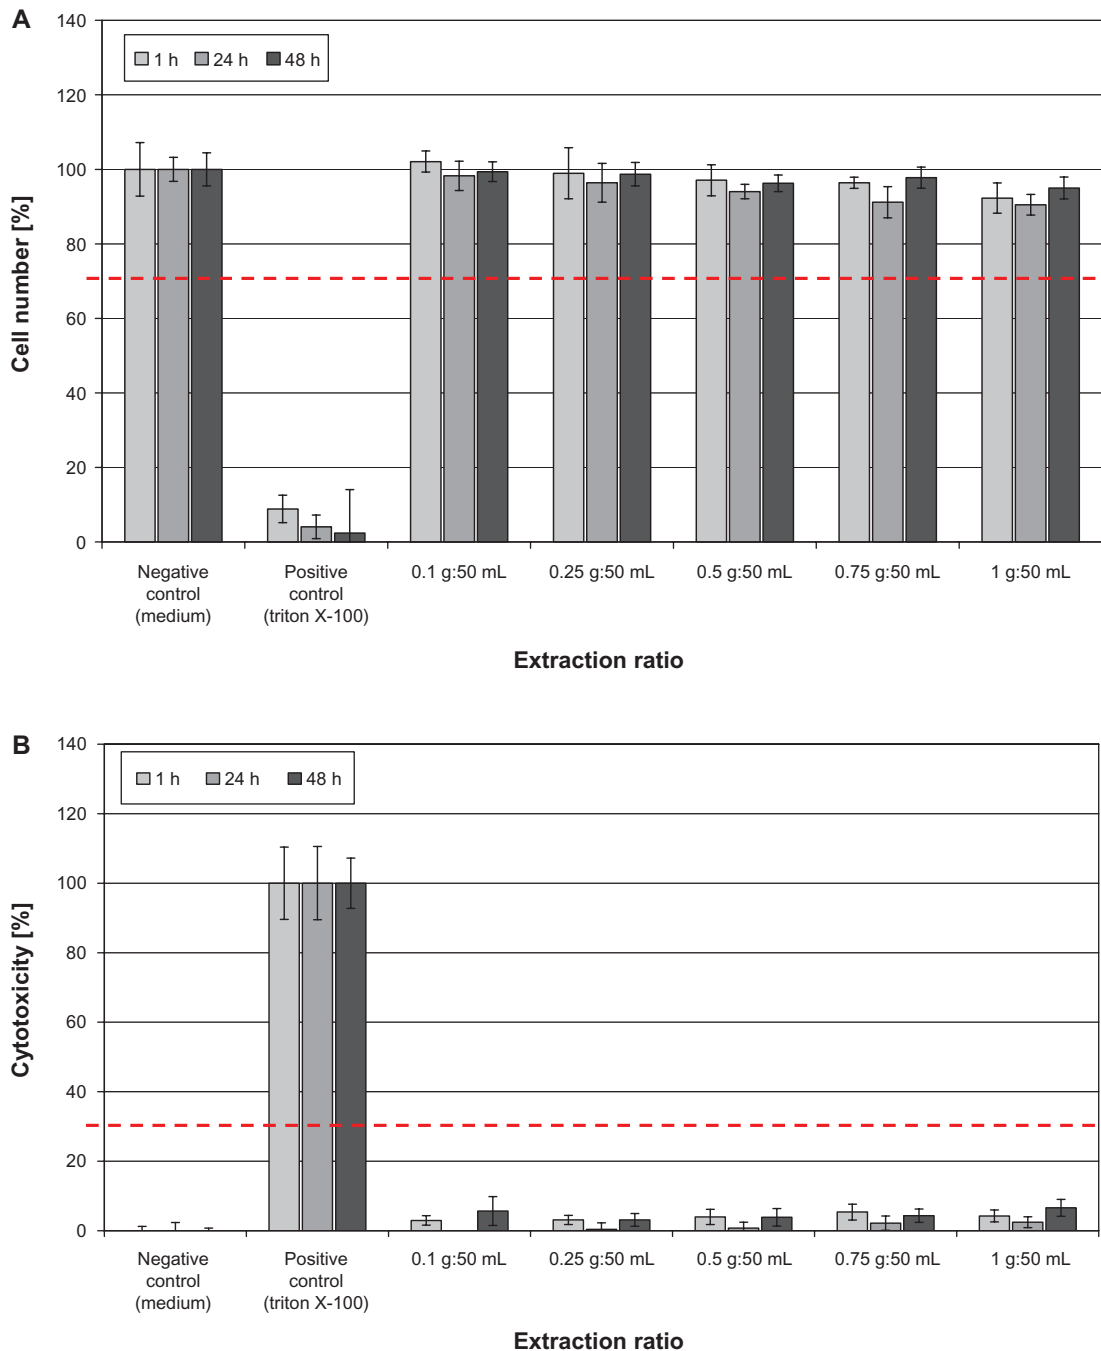 A
140
120
100
80
60
40
20
0
1 h 24 h 48 h
Cell number [%]
Negative control (medium)
Positive control (triton X-100)
0.1 g:50 mL
0.25 g:50 mL
0.5 g:50 mL
0.75 g:50 mL
1 g:50 mL
Extraction ratio
B
140
120
100
80
60
40
20
0
1 h 24 h 48 h
Cytotoxicity [%]
Negative control (medium)
Positive control (triton X-100)
0.1 g:50 mL
0.25 g:50 mL
0.5 g:50 mL
0.75 g:50 mL
1 g:50 mL
Extraction ratio